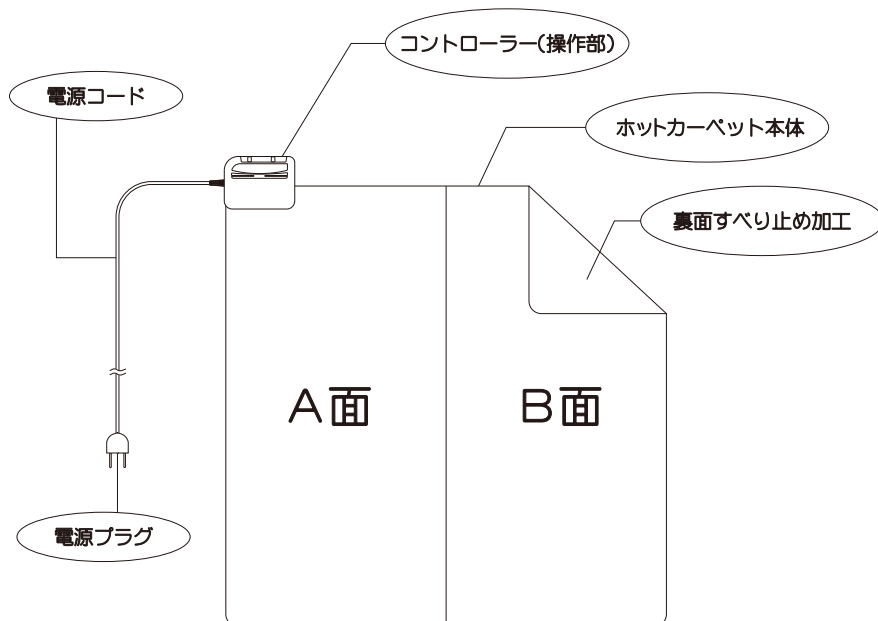 コントローラー(操作部)
電源コード
ホットカーペット本体
裏面すべり止め加工
A面
B面
電源プラグ